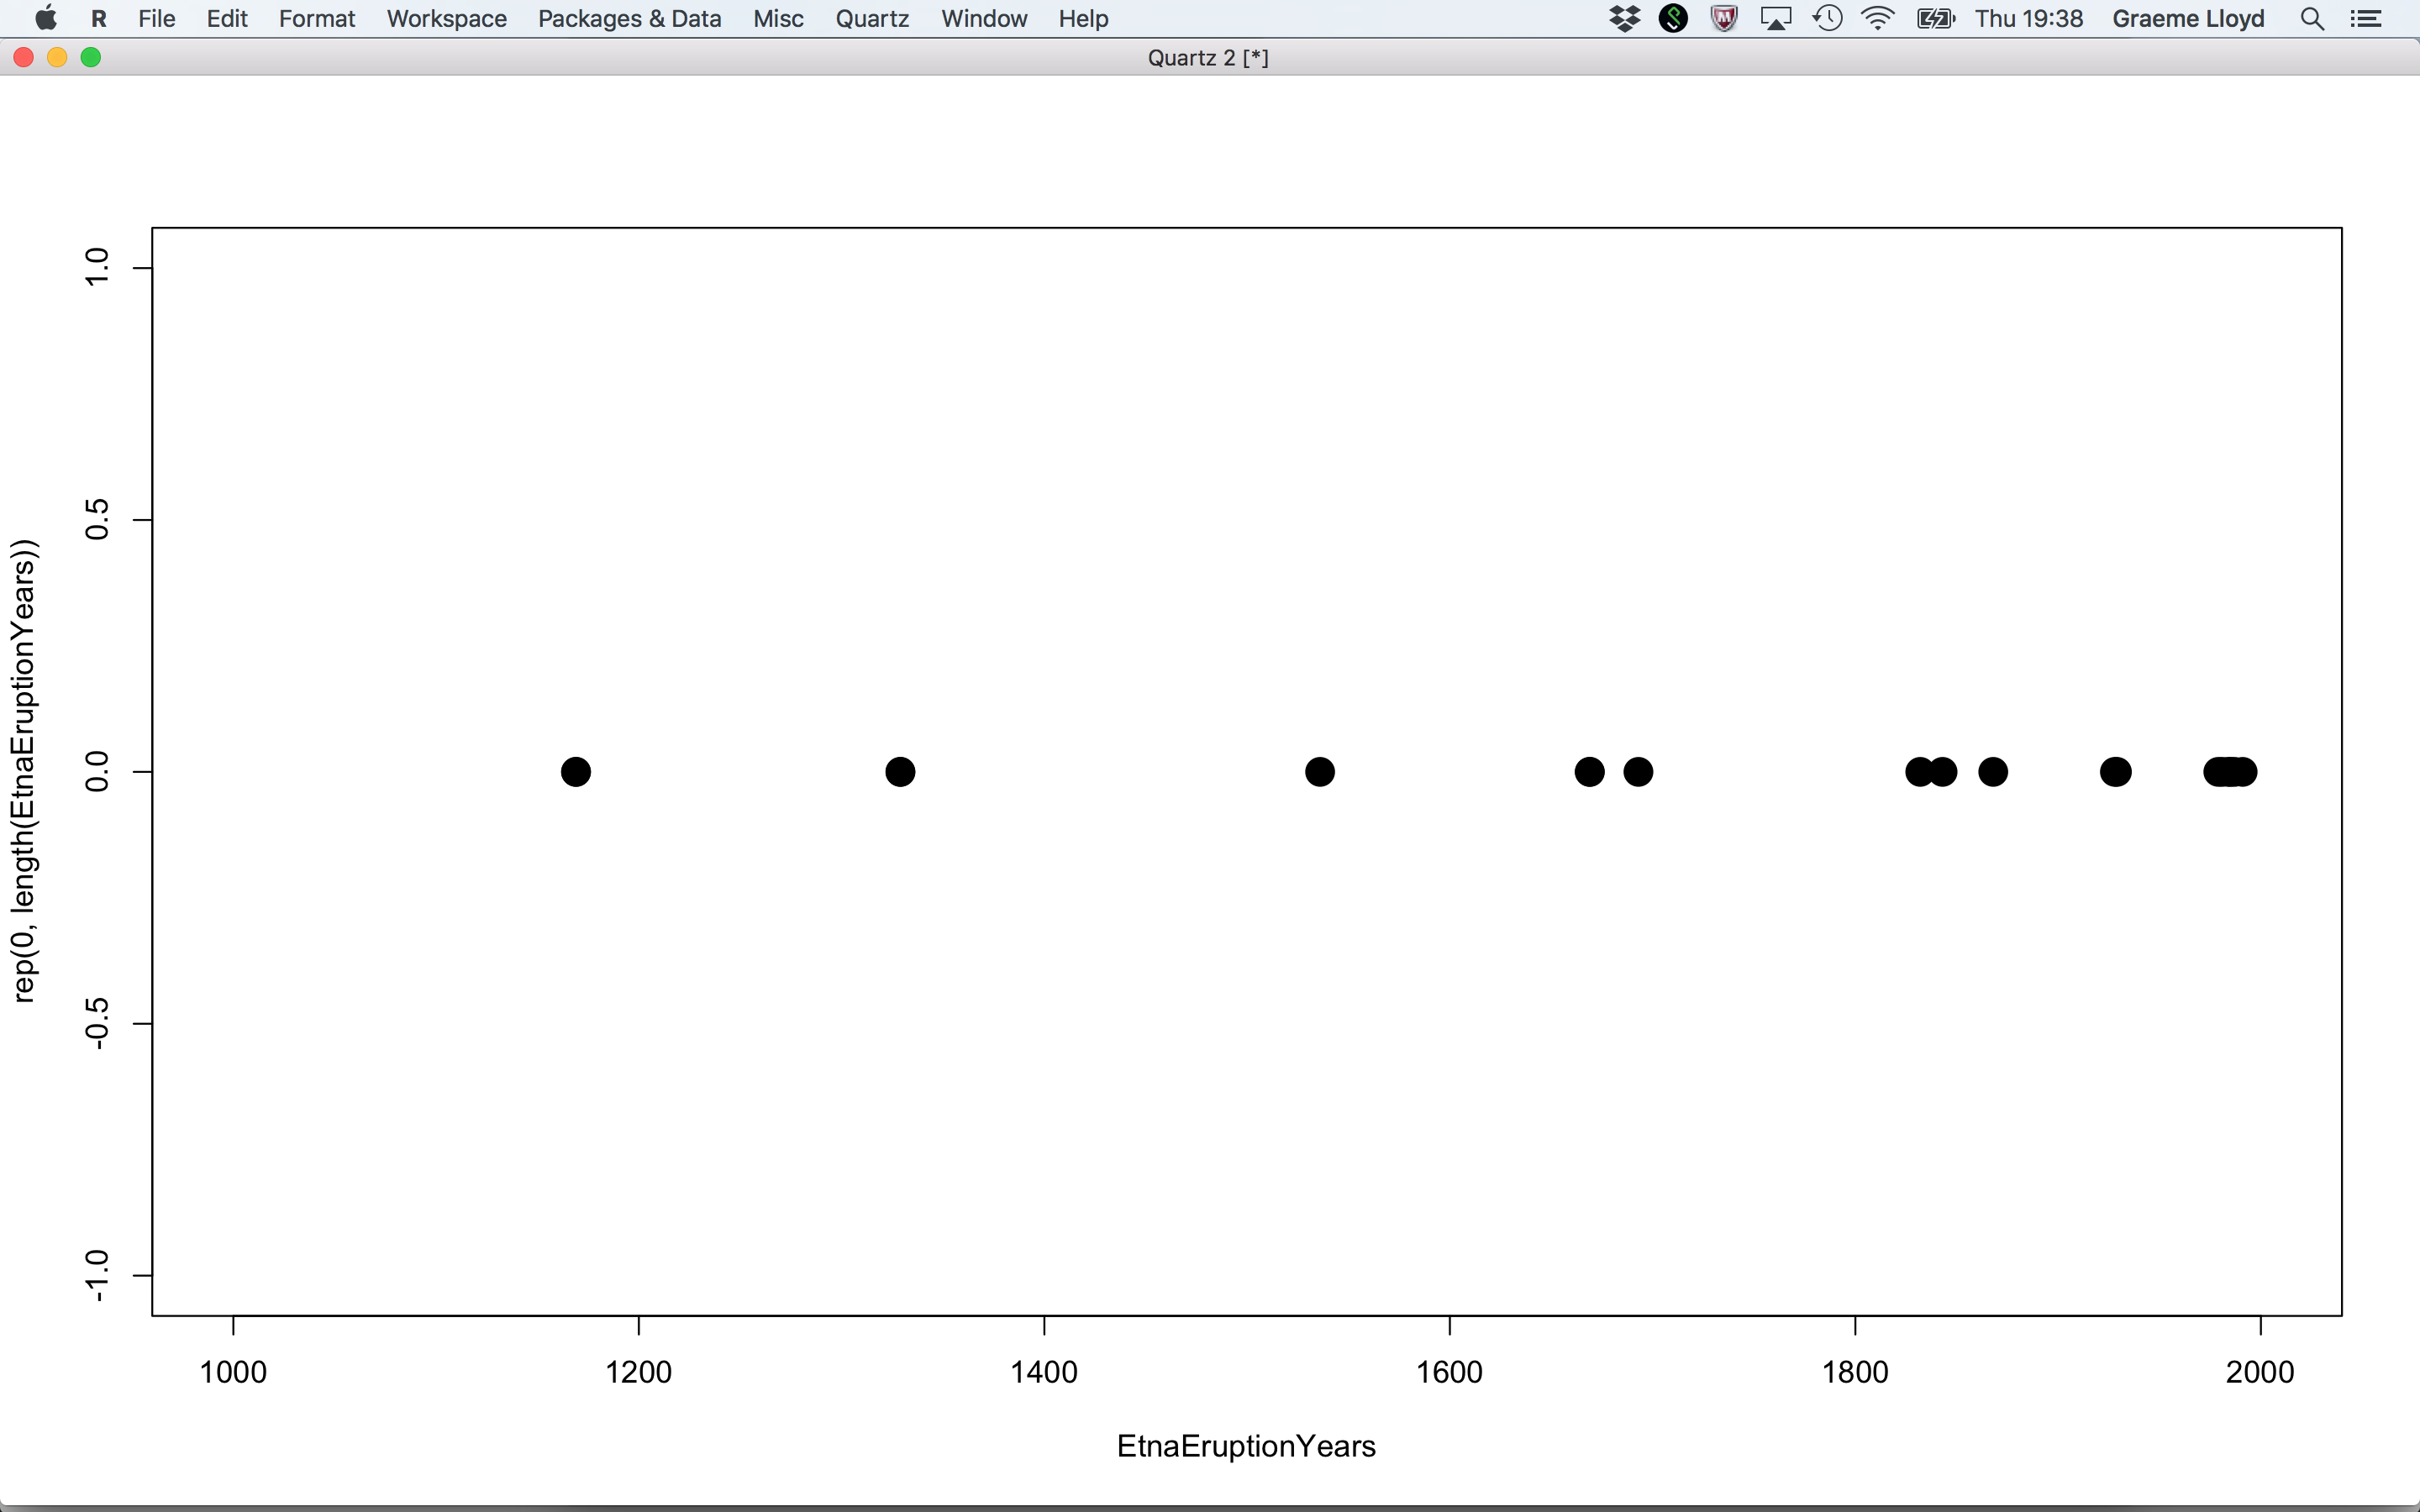 R File Edit Format Workspace Packages & Data Misc Quartz Window Help Thu 19:38 Graeme Lloyd
Quartz 2 [*]
1.0
0.5
0.0
-0.5
-1.0
rep(0, length(EtnaEruptionYears))
1000 1200 1400 1600 1800 2000
EtnaEruptionYears